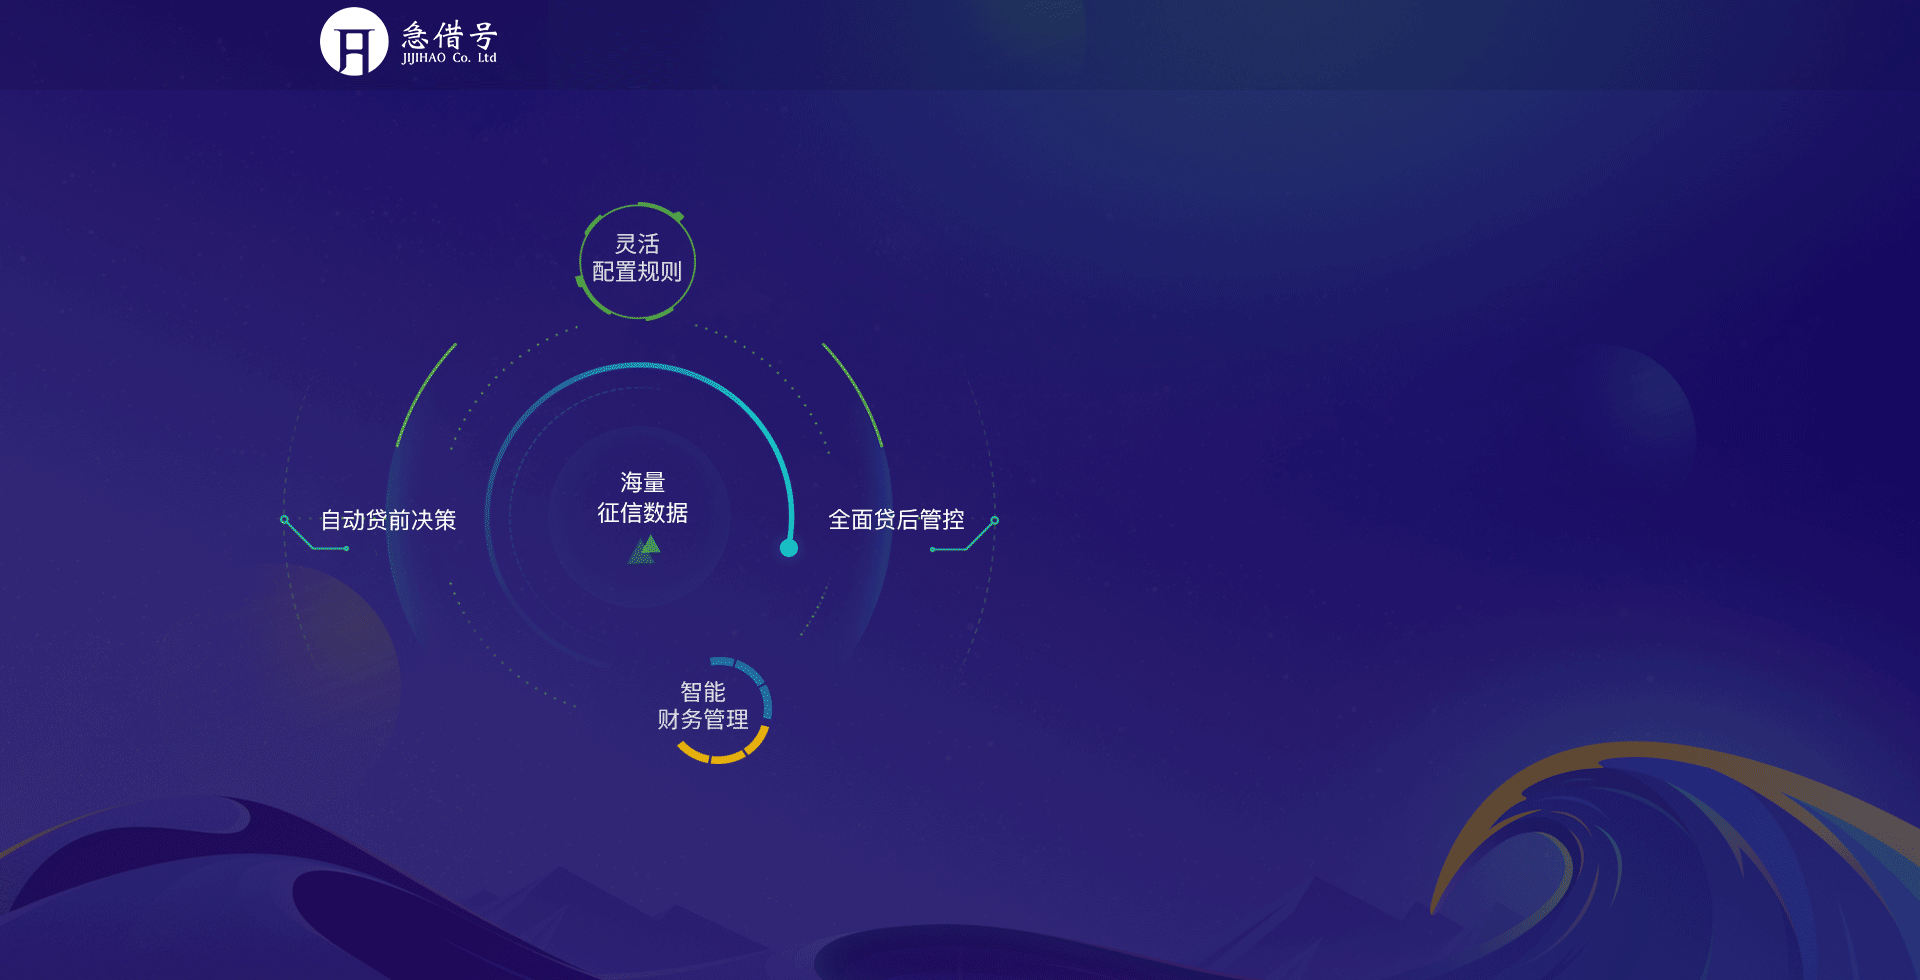 急借号
JIJIHAO Co. Ltd
灵活
配置规则
海量
征信数据
自动贷前决策
全面贷后管控
智能
财务管理